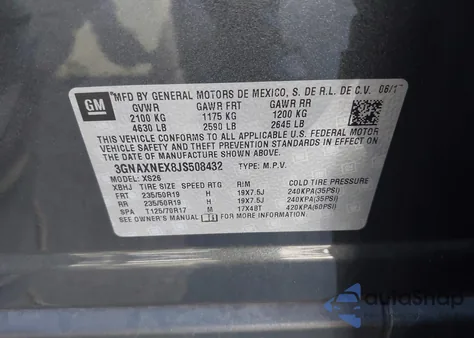 GM
MFD BY GENERAL MOTORS DE MEXICO, S. DE R.L. DE C.V. 06/1
GVWR GAWR FRT GAWR RR
2100 KG 1175 KG 1200 KG
4630 LB 2590 LB 2645 LB
THIS VEHICLE CONFORMS TO ALL APPLICABLE U.S. FEDERAL MOTOR
VEHICLE SAFETY, BUMPER, AND THEFT PREVENTION STANDARDS
IN EFFECT ON THE DATE OF MANUFACTURE SHOWN ABOVE.
3GNAXNEX8JS508432 TYPE: M.P.V.
MODEL: XS26
XBHJ TIRE SIZE SPEED RTG RIM COLD TIRE PRESSURE
FRT 235/50R19 H 19X7.5J 240KPA(35PSI)
RR 235/50R19 H 19X7.5J 240KPA(35PSI)
SPA T125/70R17 M 17X4BT 420KPA(60PSI)
SEE OWNER'S MANUAL FOR MORE INFORMATION.
AutoSnap